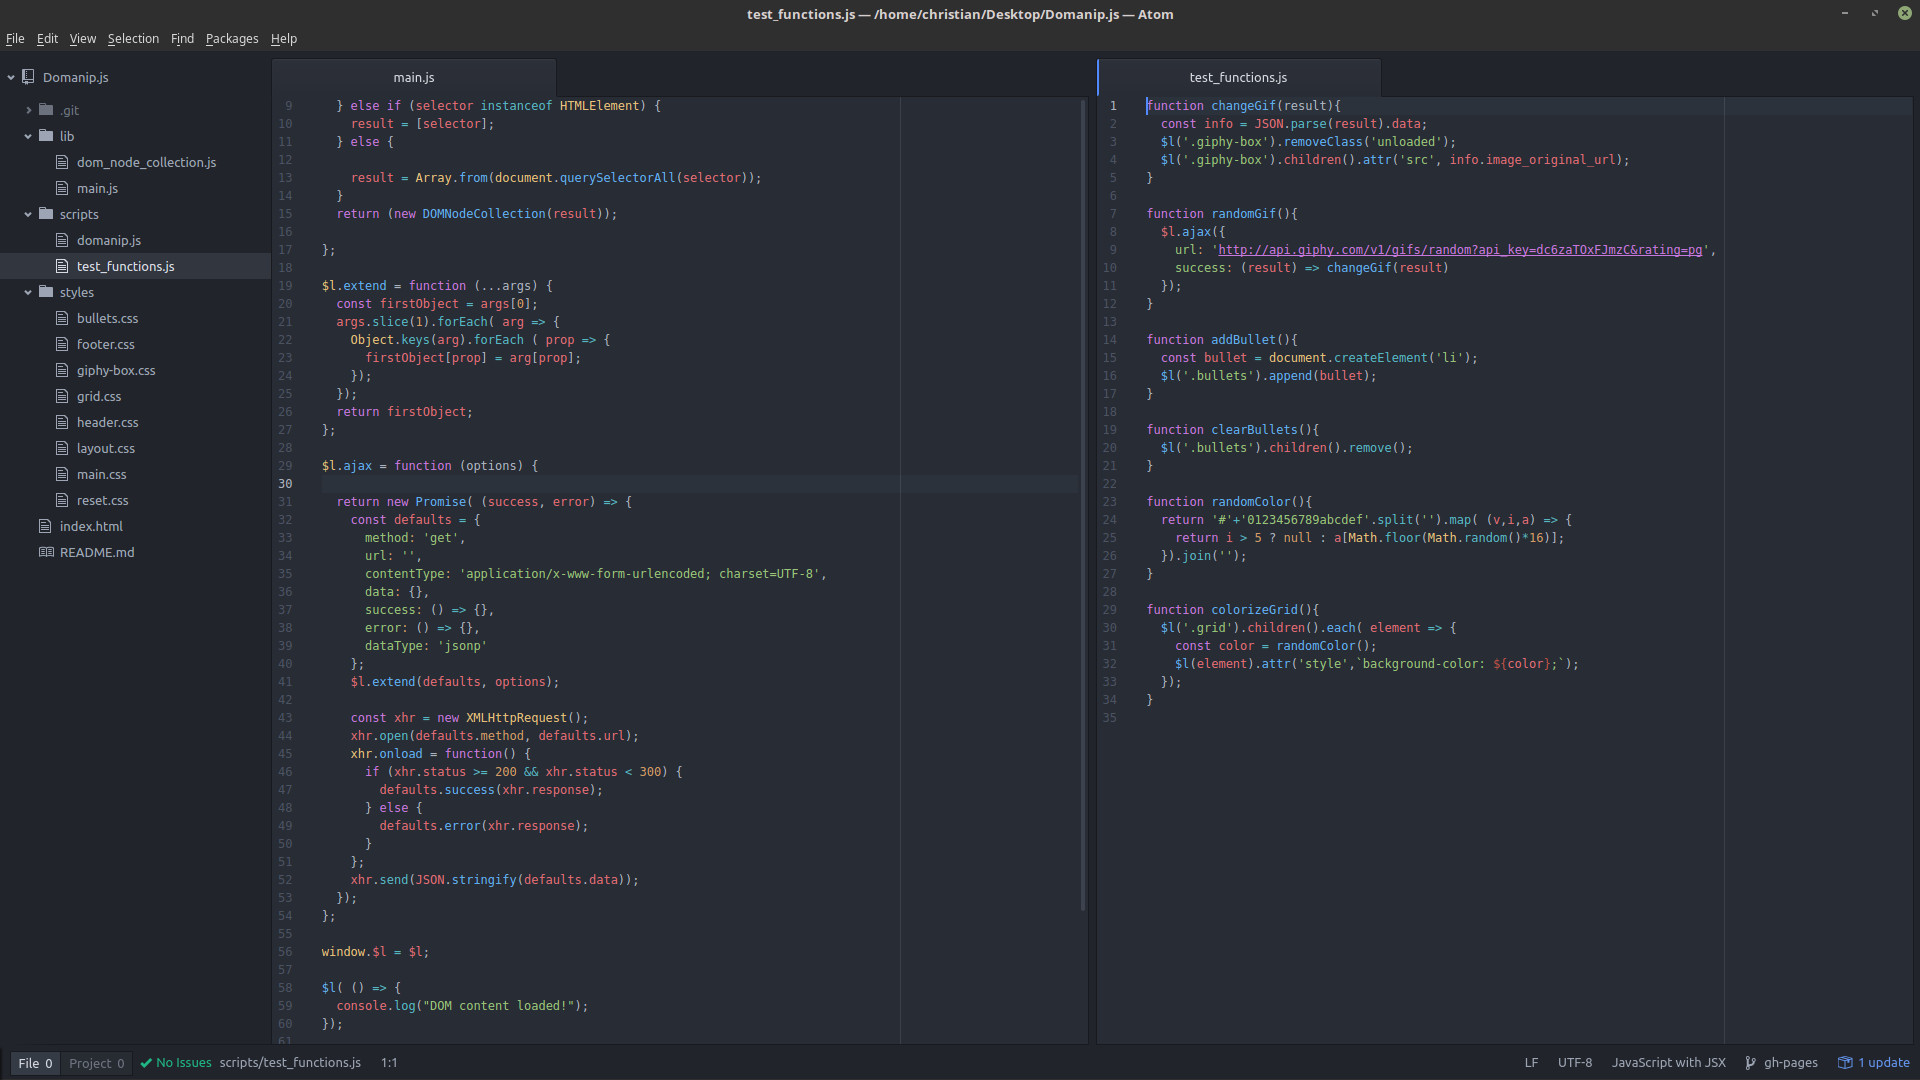 test_functions.js — /home/christian/Desktop/Domanip.js — Atom
File Edit View Selection Find Packages Help
Domanip.js
.git
lib
dom_node_collection.js
main.js
scripts
domanip.js
test_functions.js
styles
bullets.css
footer.css
giphy-box.css
grid.css
header.css
layout.css
main.css
reset.css
index.html
README.md
main.js
9 } else if (selector instanceof HTMLElement) {
10 result = [selector];
11 } else {
12
13 result = Array.from(document.querySelectorAll(selector));
14 }
15 return (new DOMNodeCollection(result));
16
17 };
18
19 $l.extend = function (...args) {
20 const firstObject = args[0];
21 args.slice(1).forEach( arg => {
22 Object.keys(arg).forEach ( prop => {
23 firstObject[prop] = arg[prop];
24 });
25 });
26 return firstObject;
27 };
28
29 $l.ajax = function (options) {
30
31 return new Promise( (success, error) => {
32 const defaults = {
33 method: 'get',
34 url: '',
35 contentType: 'application/x-www-form-urlencoded; charset=UTF-8',
36 data: {},
37 success: () => {},
38 error: () => {},
39 dataType: 'jsonp'
40 };
41 $l.extend(defaults, options);
42
43 const xhr = new XMLHttpRequest();
44 xhr.open(defaults.method, defaults.url);
45 xhr.onload = function() {
46 if (xhr.status >= 200 && xhr.status < 300) {
47 defaults.success(xhr.response);
48 } else {
49 defaults.error(xhr.response);
50 }
51 };
52 xhr.send(JSON.stringify(defaults.data));
53 });
54 };
55
56 window.$l = $l;
57
58 $l( () => {
59 console.log("DOM content loaded!");
60 });
61
test_functions.js
1 function changeGif(result){
2 const info = JSON.parse(result).data;
3 $l('.giphy-box').removeClass('unloaded');
4 $l('.giphy-box').children().attr('src', info.image_original_url);
5 }
6
7 function randomGif(){
8 $l.ajax({
9 url: 'http://api.giphy.com/v1/gifs/random?api_key=dc6zaTOxFJmzC&rating=pg',
10 success: (result) => changeGif(result)
11 });
12 }
13
14 function addBullet(){
15 const bullet = document.createElement('li');
16 $l('.bullets').append(bullet);
17 }
18
19 function clearBullets(){
20 $l('.bullets').children().remove();
21 }
22
23 function randomColor(){
24 return '#'+'0123456789abcdef'.split('').map( (v,i,a) => {
25 return i > 5 ? null : a[Math.floor(Math.random()*16)];
26 }).join('');
27 }
28
29 function colorizeGrid(){
30 $l('.grid').children().each( element => {
31 const color = randomColor();
32 $l(element).attr('style',`background-color: ${color};`);
33 });
34 }
35
File 0 Project 0 No Issues scripts/test_functions.js 1:1 LF UTF-8 JavaScript with JSX gh-pages 1 update